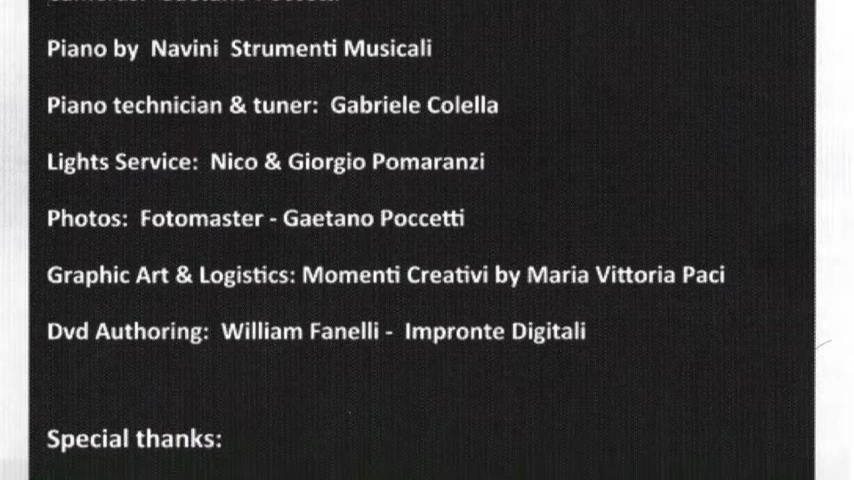 Piano by Navini Strumenti Musicali
Piano technician & tuner: Gabriele Colella
Lights Service: Nico & Giorgio Pomaranzi
Photos: Fotomaster - Gaetano Poccetti
Graphic Art & Logistics: Momenti Creativi by Maria Vittoria Paci
Dvd Authoring: William Fanelli - Impronte Digitali
Special thanks: